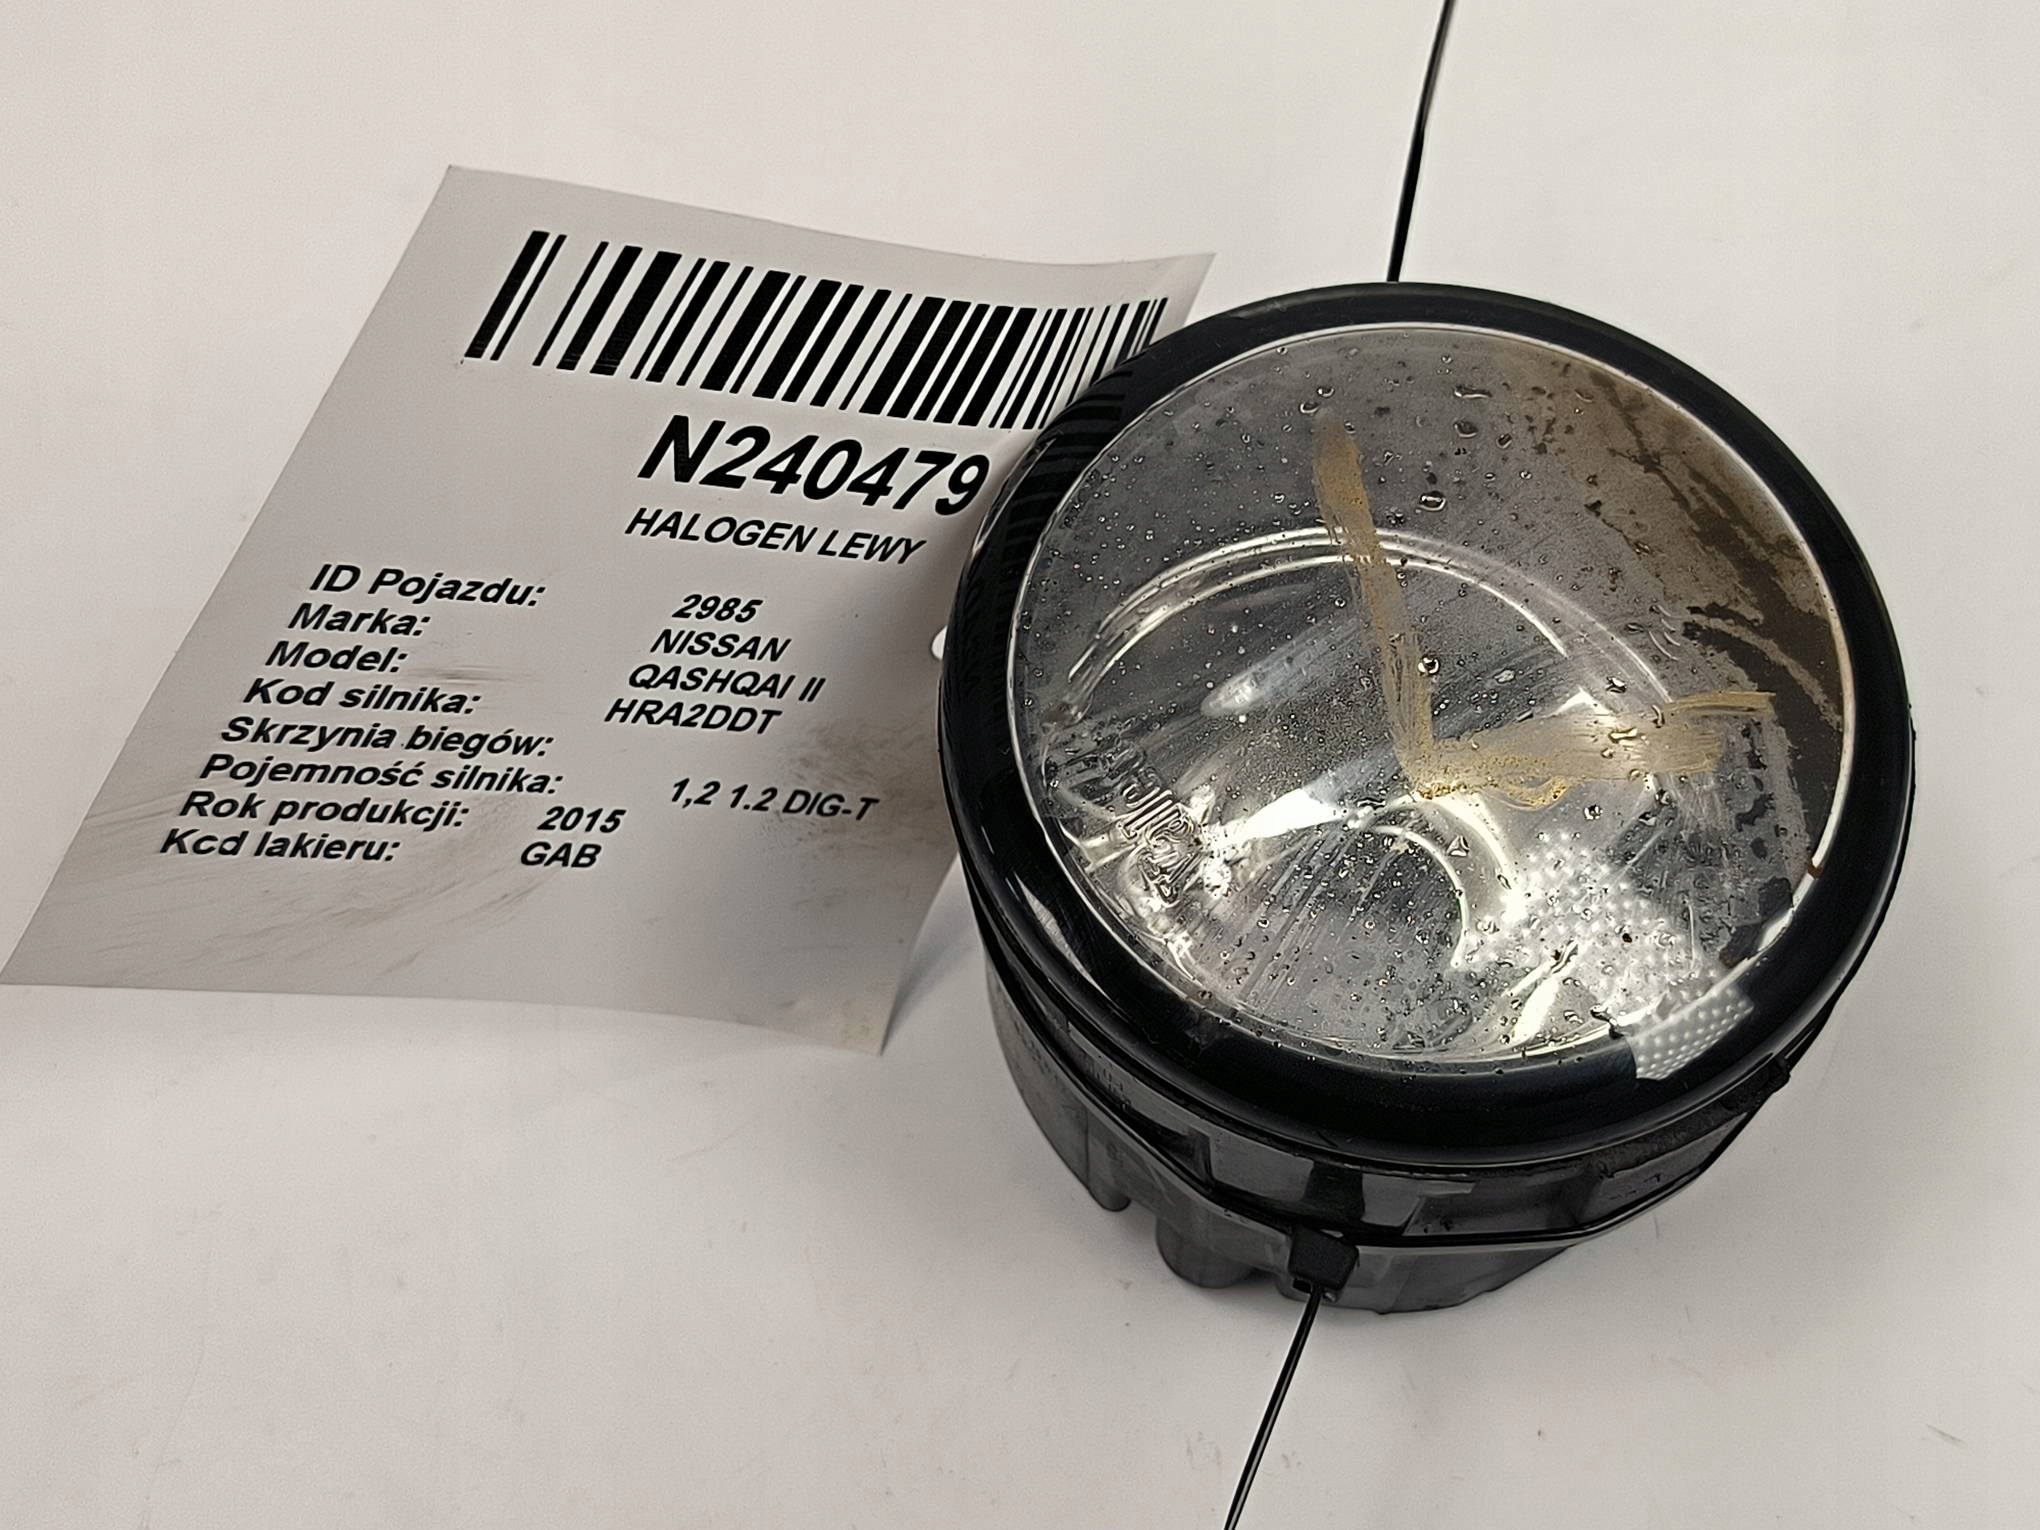 N240479
HALOGEN LEWY
ID Pojazdu: 2985
Marka: NISSAN
Model: QASHQAI II
Kod silnika: HRA2DDT
Skrzynia biegów:
Pojemność silnika: 1,2 1.2 DIG-T
Rok produkcji: 2015
Kcd lakieru: GAB